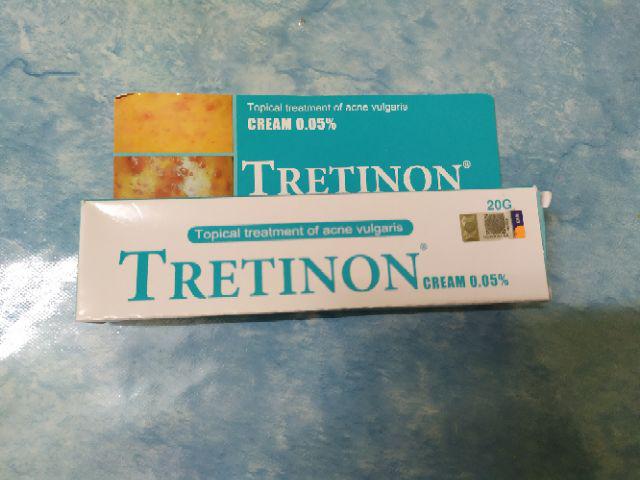 Topical treatment of acne vulgaris
CREAM 0.05%
TRETINON®
20G
Topical treatment of acne vulgaris
TRETINON®
CREAM 0.05%